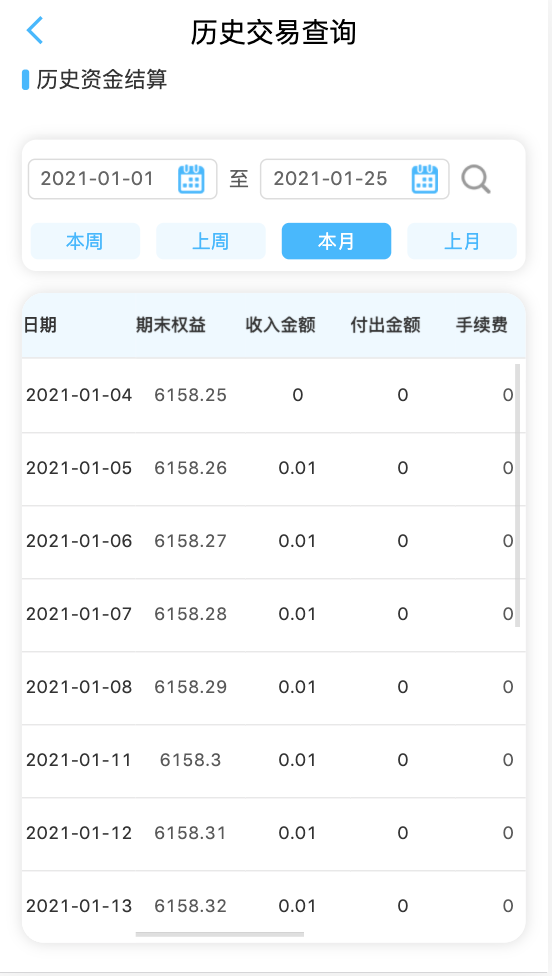 历史交易查询
历史资金结算
2021-01-01 至 2021-01-25
本周 上周 本月 上月
日期 期末权益 收入金额 付出金额 手续费
2021-01-04 6158.25 0 0 0
2021-01-05 6158.26 0.01 0 0
2021-01-06 6158.27 0.01 0 0
2021-01-07 6158.28 0.01 0 0
2021-01-08 6158.29 0.01 0 0
2021-01-11 6158.3 0.01 0 0
2021-01-12 6158.31 0.01 0 0
2021-01-13 6158.32 0.01 0 0